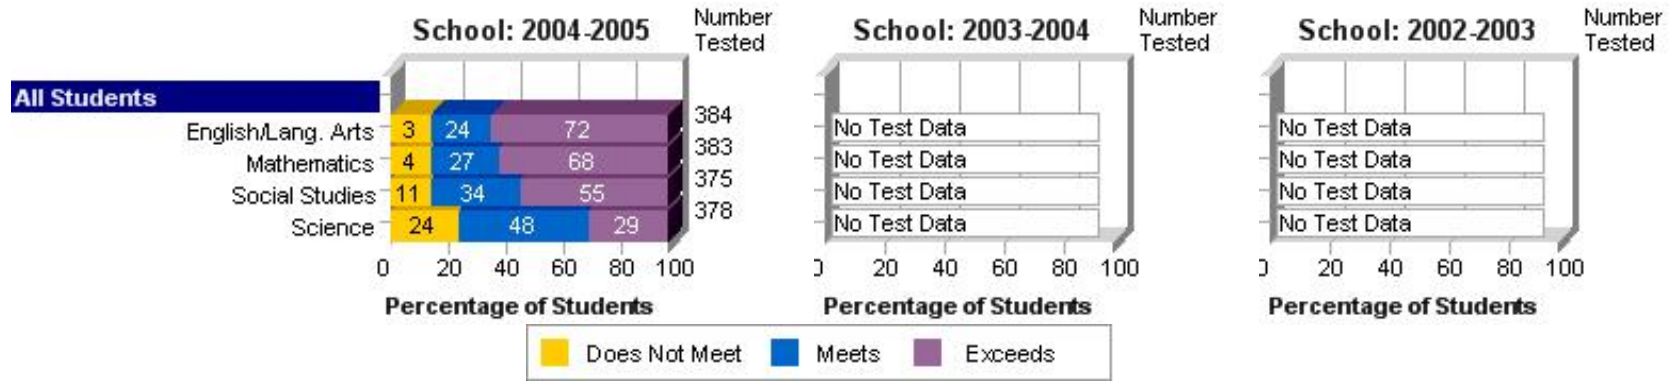 School: 2004-2005
Number
Tested
School: 2003-2004
Number
Tested
School: 2002-2003
Number
Tested
All Students
English/Lang. Arts 3 24 72 384
No Test Data
No Test Data
Mathematics 4 27 68 383
No Test Data
No Test Data
Social Studies 11 34 55 375
No Test Data
No Test Data
Science 24 48 29 378
No Test Data
No Test Data
0 20 40 60 80 100
0 20 40 60 80 100
0 20 40 60 80 100
Percentage of Students
Percentage of Students
Percentage of Students
Does Not Meet Meets Exceeds